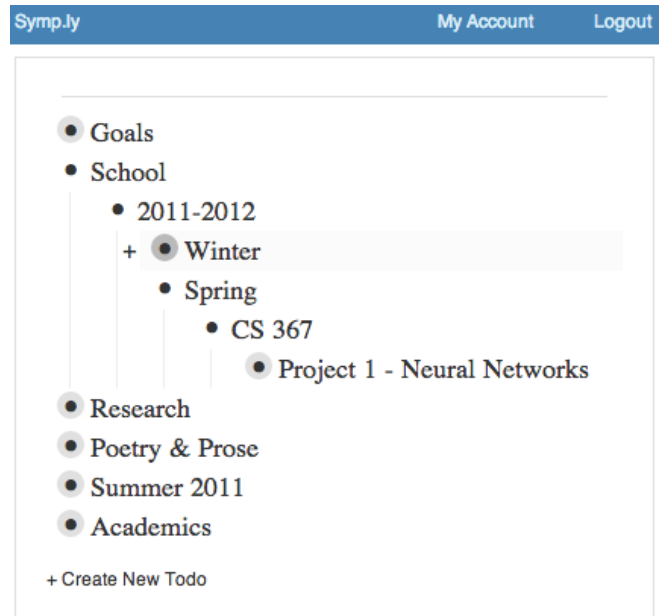 Symp.ly My Account Logout
Goals
School
2011-2012
+ Winter
Spring
CS 367
Project 1 - Neural Networks
Research
Poetry & Prose
Summer 2011
Academics
+ Create New Todo